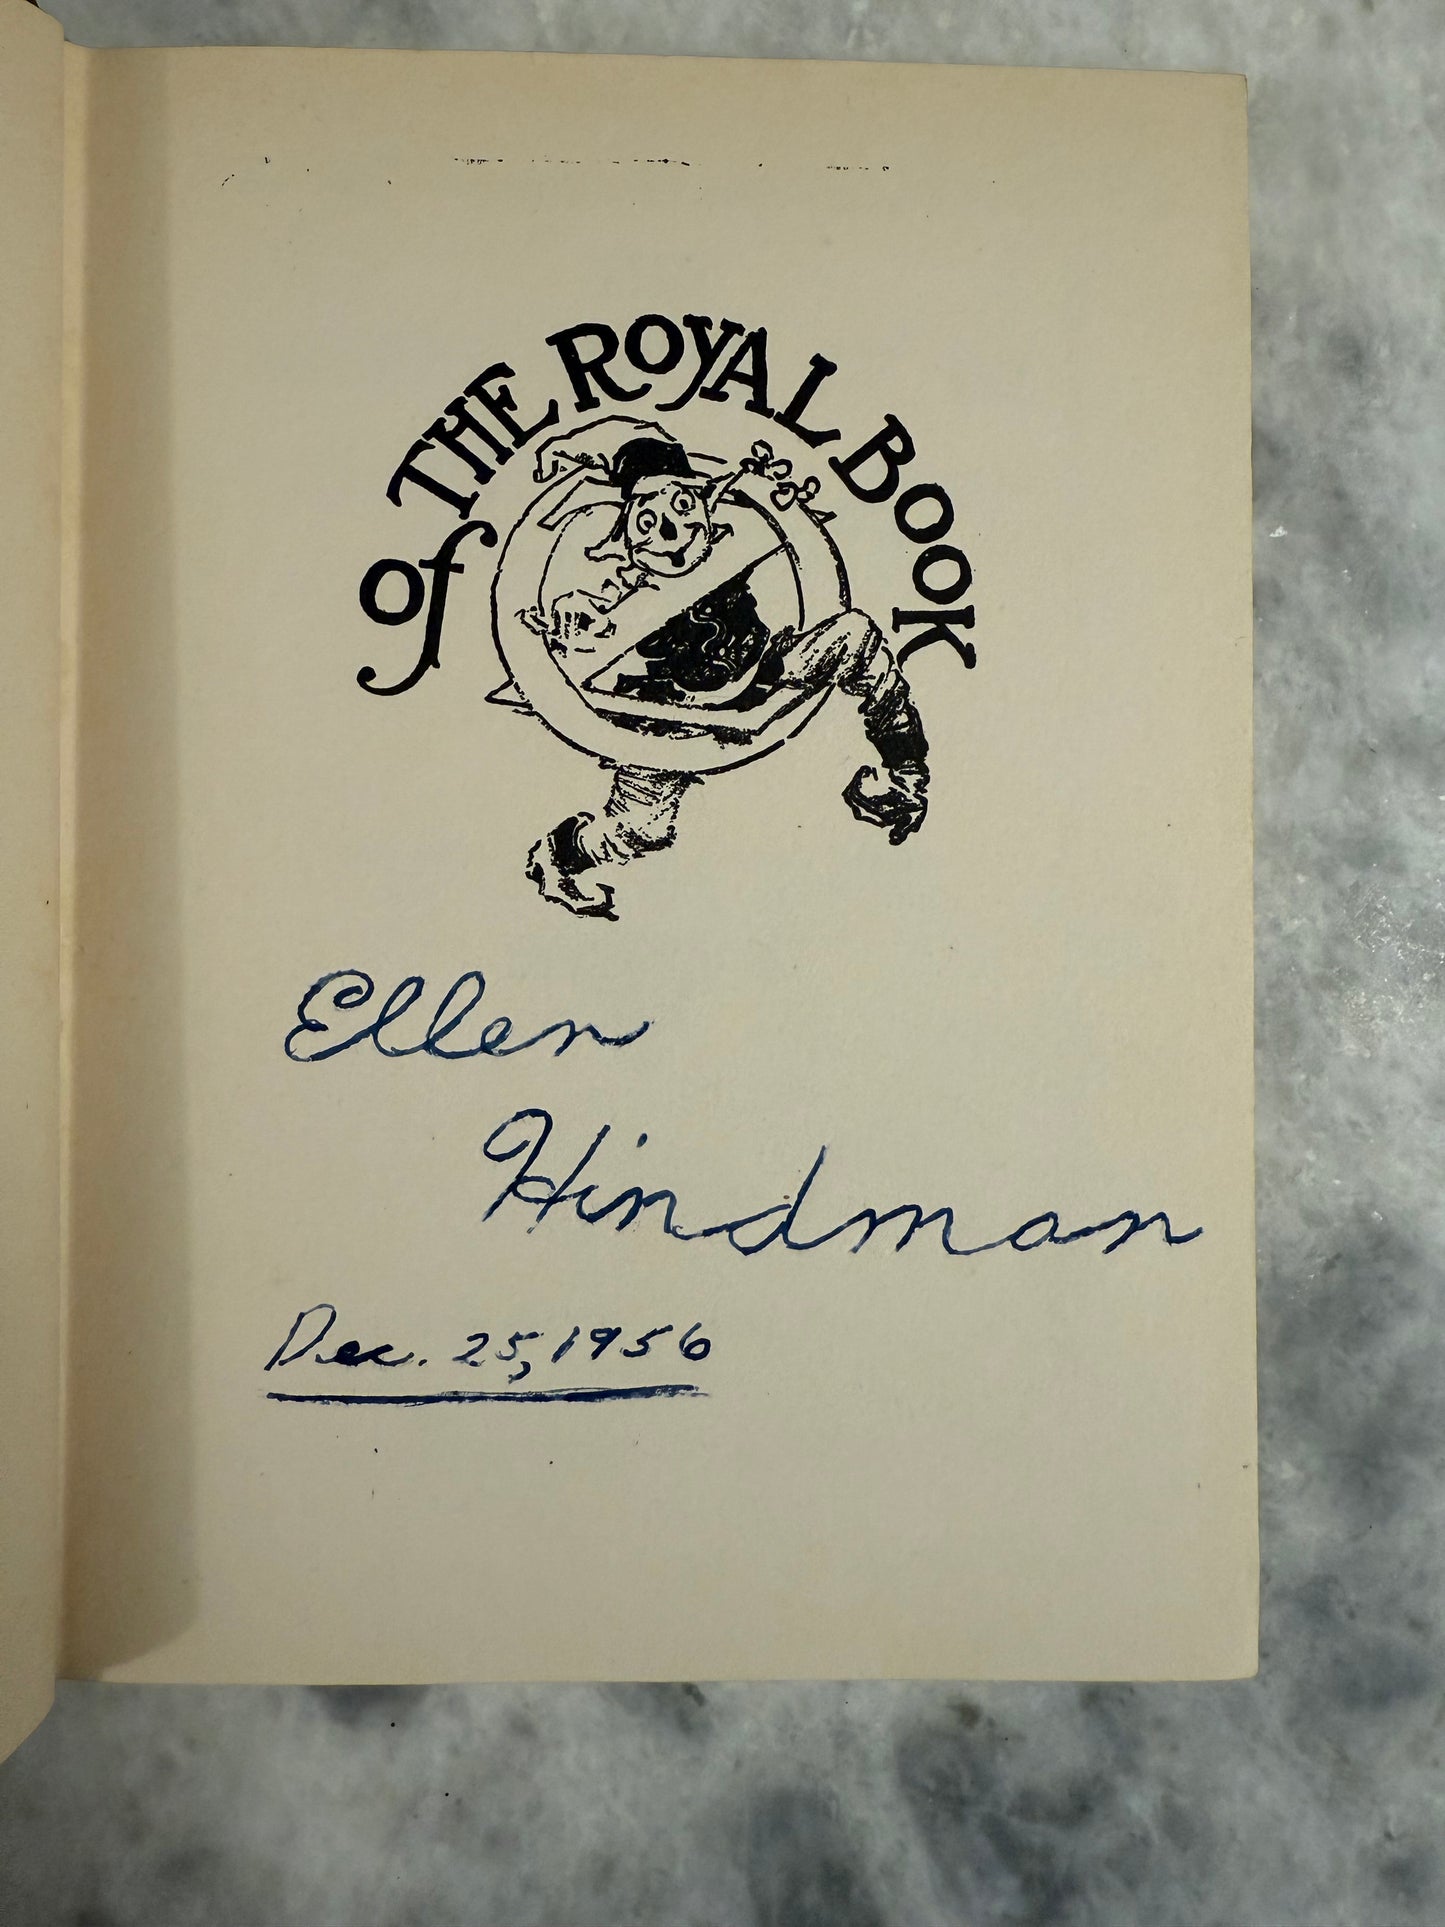 THE ROYAL BOOK
of
Ellen
Hindman
Dec. 25, 1956